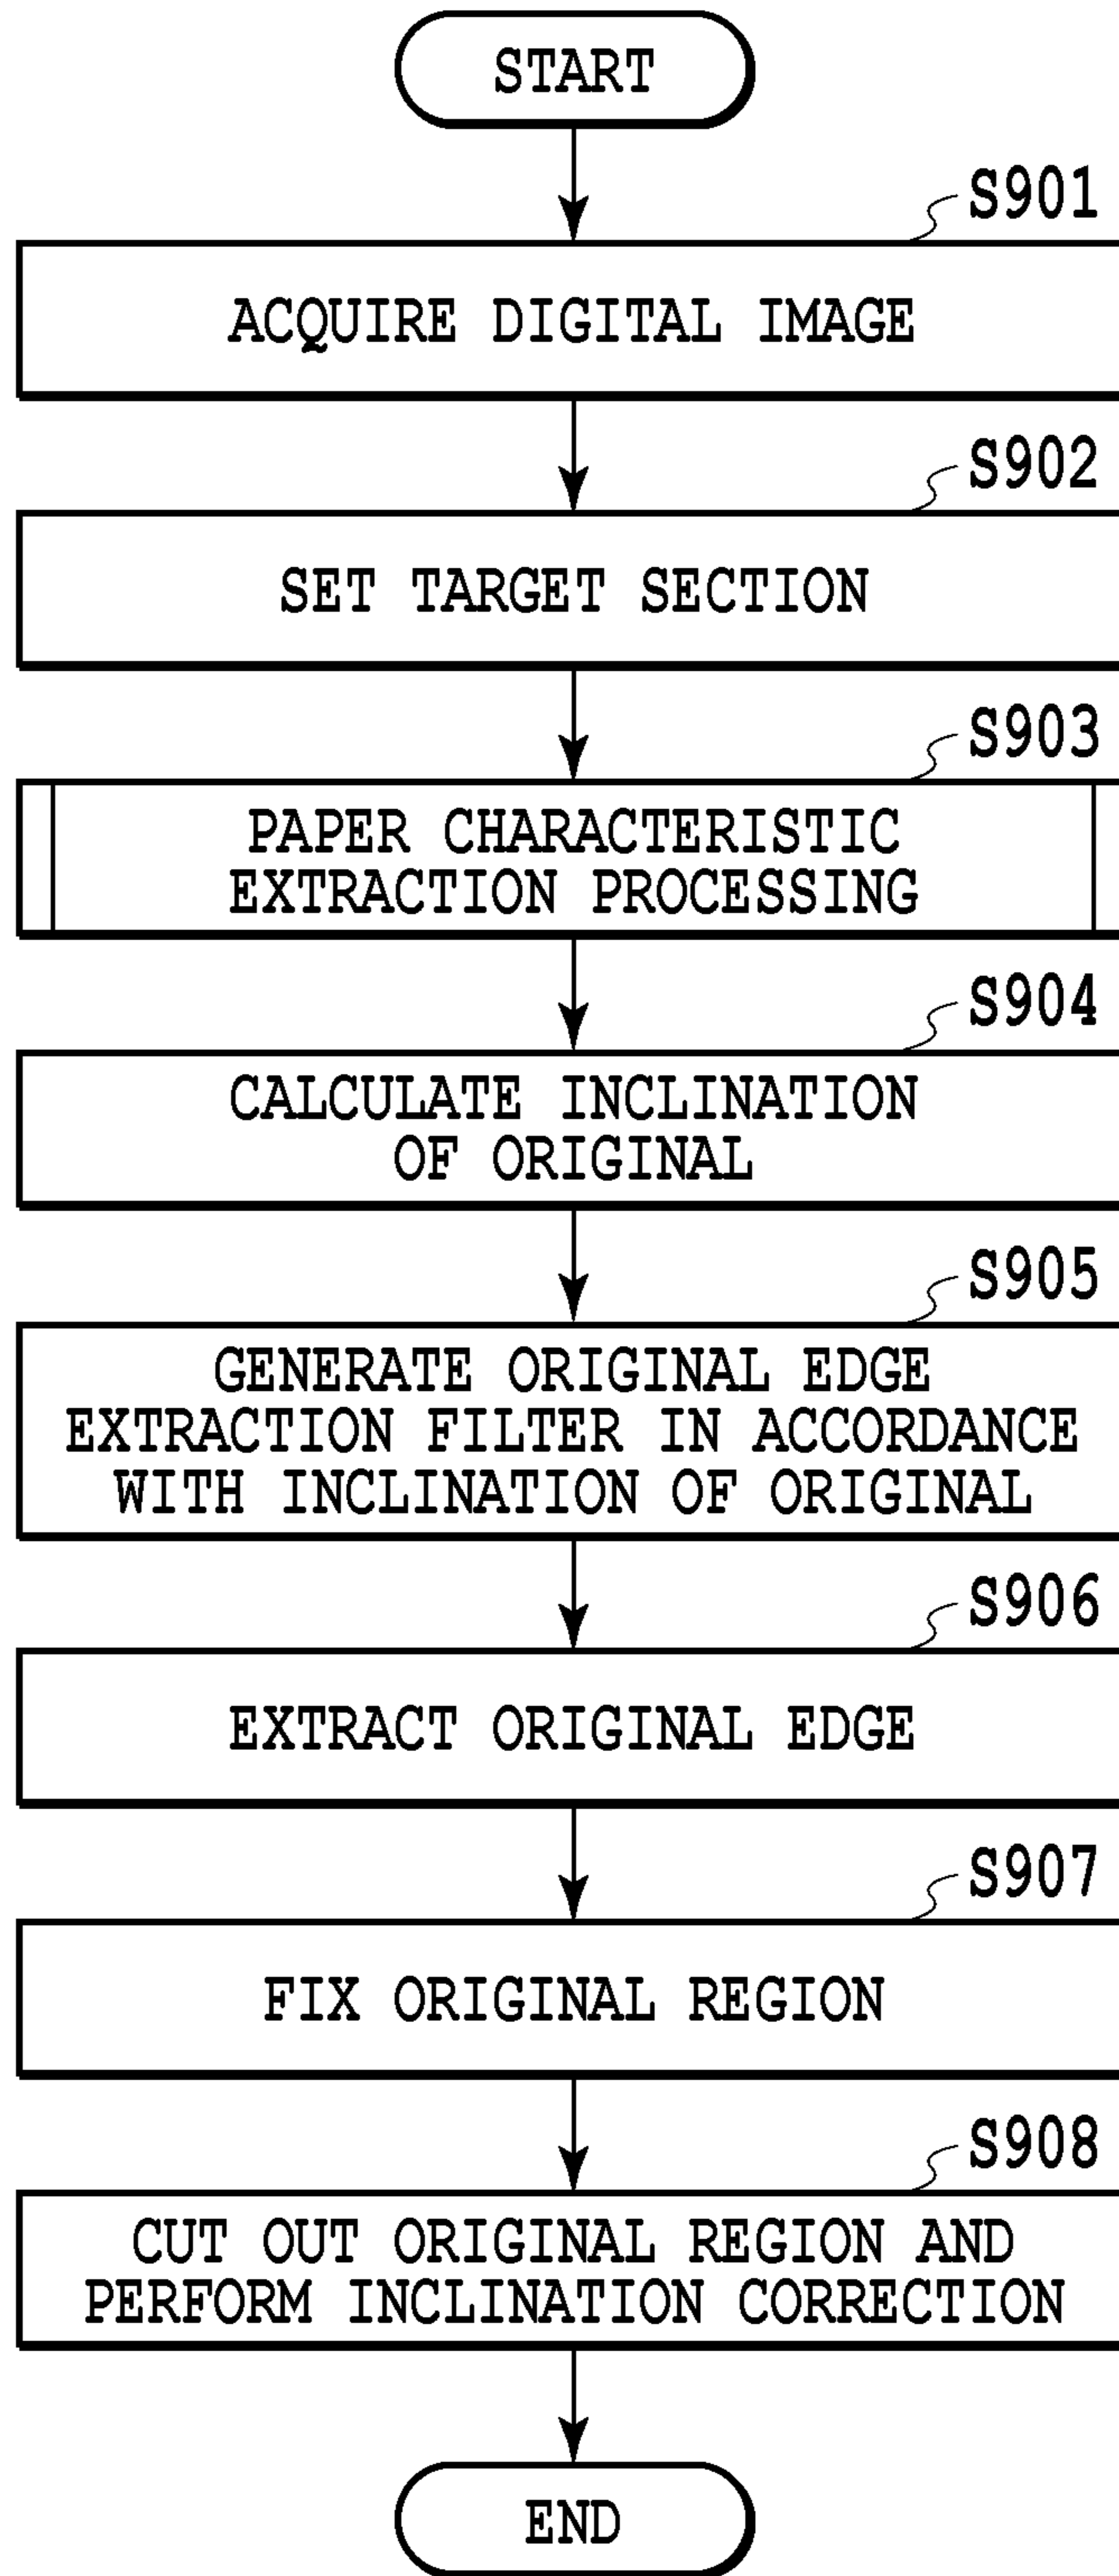 START
S901
ACQUIRE DIGITAL IMAGE
S902
SET TARGET SECTION
S903
PAPER CHARACTERISTIC
EXTRACTION PROCESSING
S904
CALCULATE INCLINATION
OF ORIGINAL
S905
GENERATE ORIGINAL EDGE
EXTRACTION FILTER IN ACCORDANCE
WITH INCLINATION OF ORIGINAL
S906
EXTRACT ORIGINAL EDGE
S907
FIX ORIGINAL REGION
S908
CUT OUT ORIGINAL REGION AND
PERFORM INCLINATION CORRECTION
END